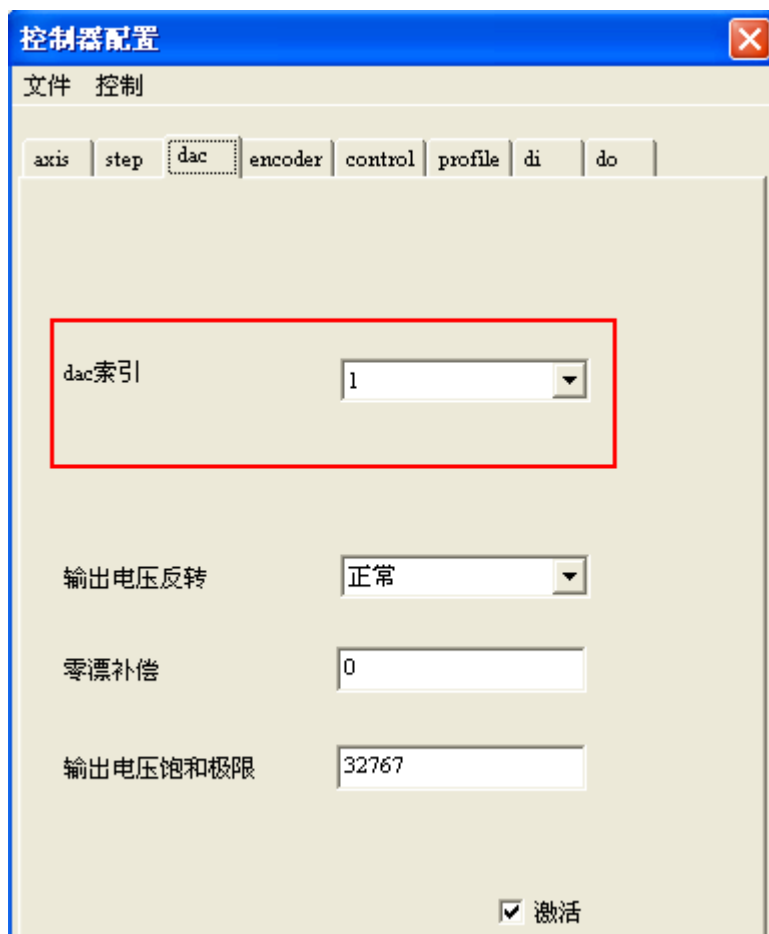 控制器配置
文件 控制
axis step dac encoder control profile di do
dac索引 1
输出电压反转 正常
零漂补偿 0
输出电压饱和极限 32767
激活